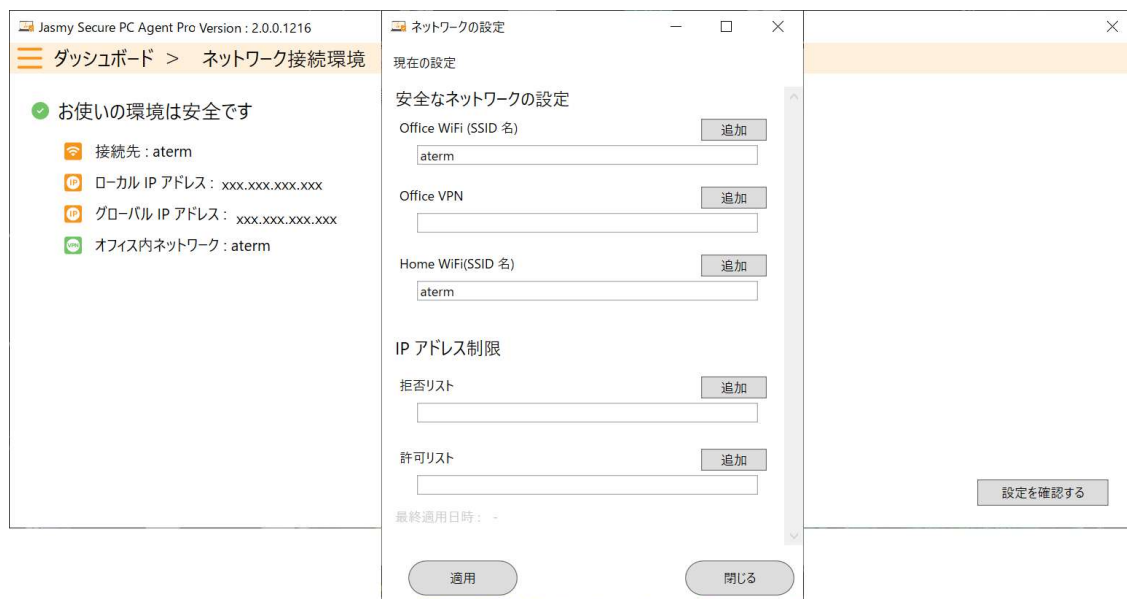 Jasmy Secure PC Agent Pro Version : 2.0.0.1216
ダッシュボード > ネットワーク接続環境
お使いの環境は安全です
接続先 : aterm
IP ローカル IP アドレス : xxx.xxx.xxx.xxx
IP グローバル IP アドレス : xxx.xxx.xxx.xxx
VPN オフィス内ネットワーク : aterm
ネットワークの設定
現在の設定
安全なネットワークの設定
Office WiFi (SSID 名) 追加
aterm
Office VPN 追加
Home WiFi(SSID 名) 追加
aterm
IP アドレス制限
拒否リスト 追加
許可リスト 追加
最終適用日時 : -
適用 閉じる
設定を確認する